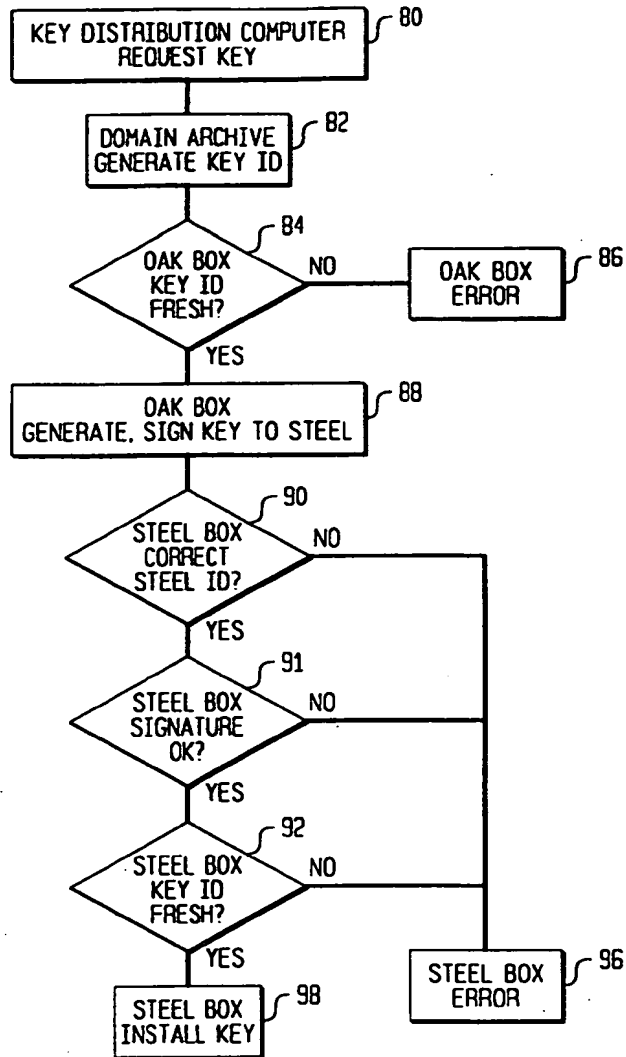 KEY DISTRIBUTION COMPUTER
REQUEST KEY
80
DOMAIN ARCHIVE
GENERATE KEY ID
82
84
OAK BOX
KEY ID
FRESH?
NO
OAK BOX
ERROR
86
YES
OAK BOX
GENERATE, SIGN KEY TO STEEL
88
90
STEEL BOX
CORRECT
STEEL ID?
NO
YES
91
STEEL BOX
SIGNATURE
OK?
NO
YES
92
STEEL BOX
KEY ID
FRESH?
NO
YES
STEEL BOX
INSTALL KEY
98
STEEL BOX
ERROR
96